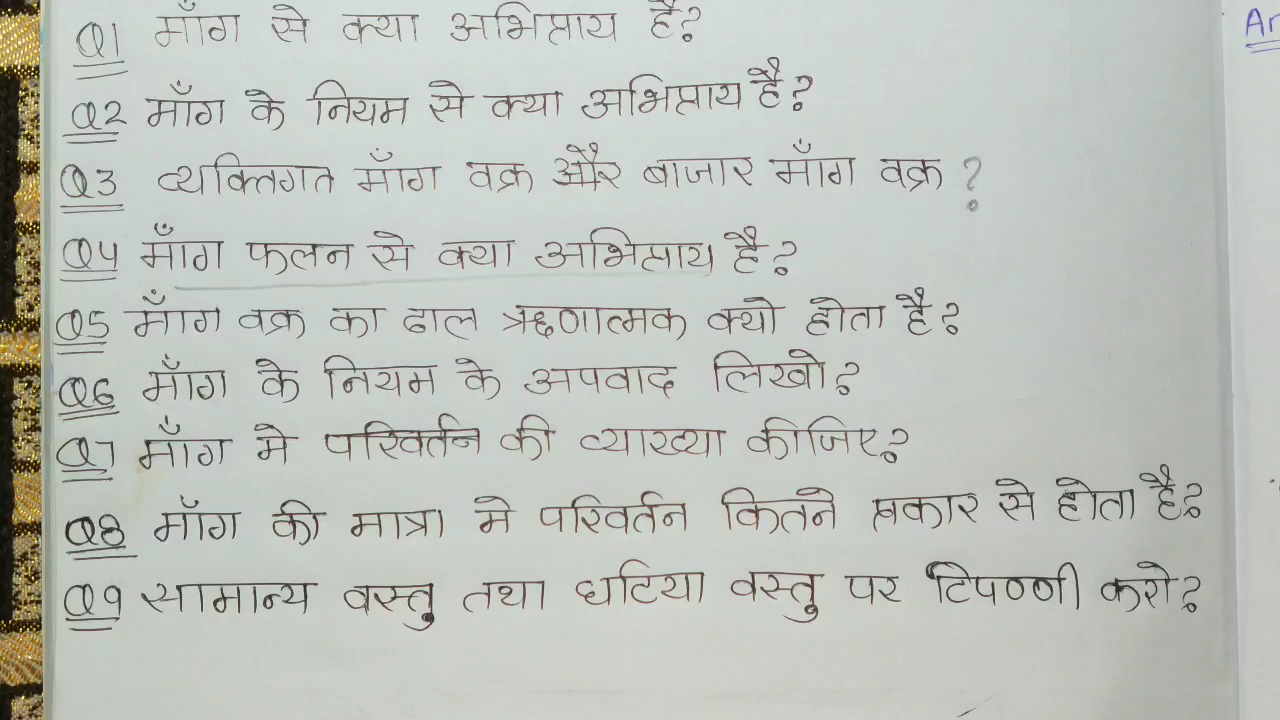 Q1 माँग से क्या अभिप्राय है?
Q2 माँग के नियम से क्या अभिप्राय है?
Q3 व्यक्तिगत माँग वक्र और बाजार माँग वक्र ?
Q4 माँग फलन से क्या अभिप्राय है?
Q5 माँग वक्र का ढाल ऋणात्मक क्यो होता है?
Q6 माँग के नियम के अपवाद लिखो?
Q7 माँग मे परिवर्तन की व्याख्या कीजिए?
Q8 माँग की मात्रा मे परिवर्तन कितने प्रकार से होता है?
Q9 सामान्य वस्तु तथा घटिया वस्तु पर टिपण्णी करो?